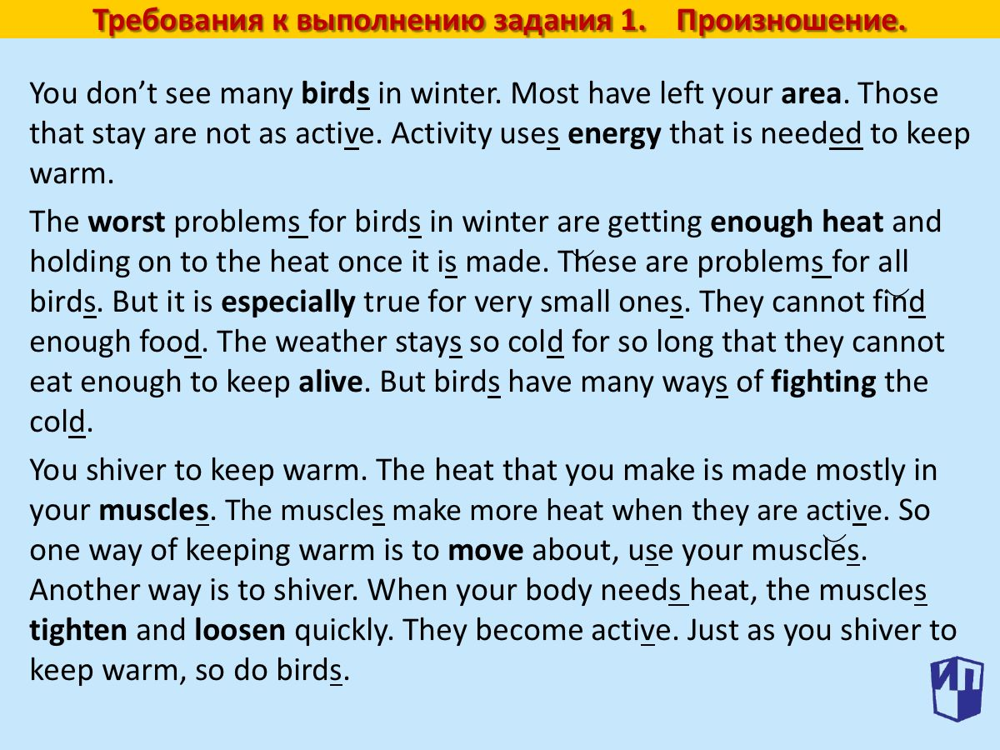 Требования к выполнению задания 1. Произношение.
You don’t see many birds in winter. Most have left your area. Those
that stay are not as active. Activity uses energy that is needed to keep
warm.
The worst problems for birds in winter are getting enough heat and
holding on to the heat once it is made. These are problems for all
birds. But it is especially true for very small ones. They cannot find
enough food. The weather stays so cold for so long that they cannot
eat enough to keep alive. But birds have many ways of fighting the
cold.
You shiver to keep warm. The heat that you make is made mostly in
your muscles. The muscles make more heat when they are active. So
one way of keeping warm is to move about, use your muscles.
Another way is to shiver. When your body needs heat, the muscles
tighten and loosen quickly. They become active. Just as you shiver to
keep warm, so do birds.
ИП